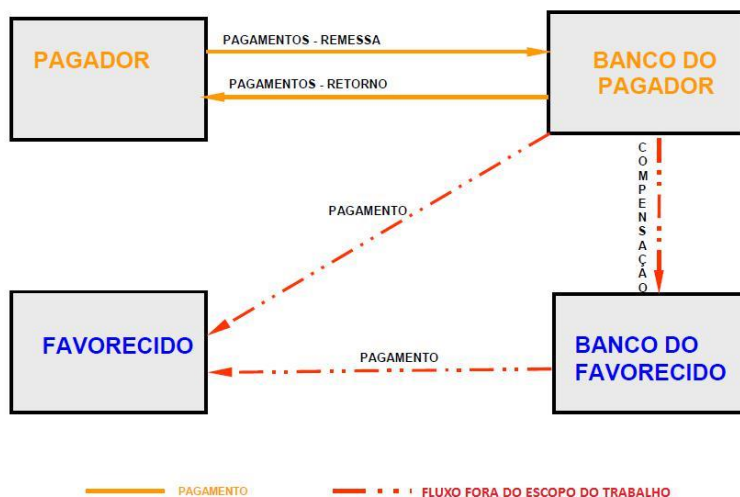 PAGAMENTOS - REMESSA
PAGADOR
BANCO DO
PAGADOR
PAGAMENTOS - RETORNO
COMPENSAÇÃO
PAGAMENTO
FAVORECIDO
BANCO DO
FAVORECIDO
PAGAMENTO
PAGAMENTO
FLUXO FORA DO ESCOPO DO TRABALHO